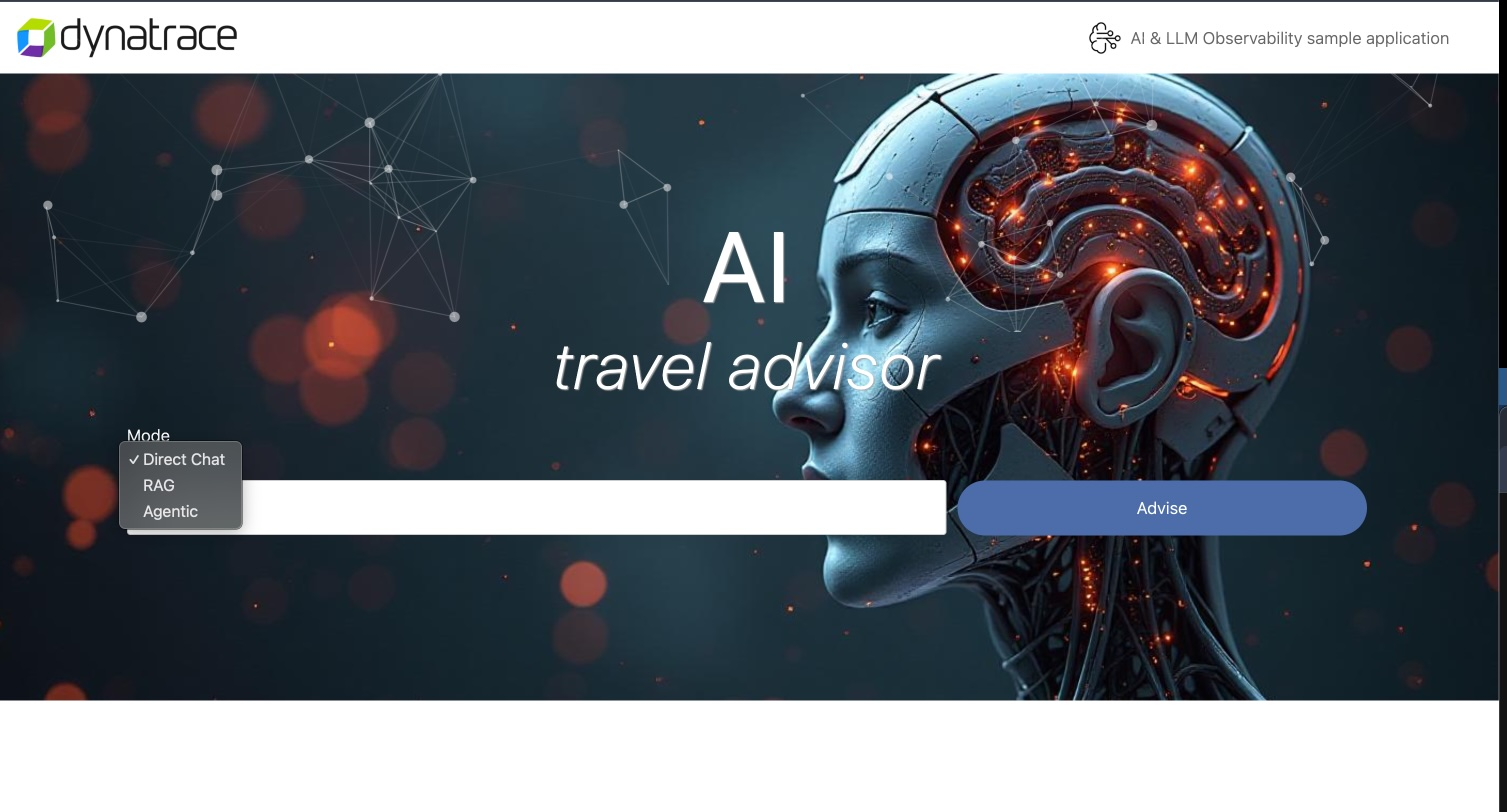 dynatrace
AI & LLM Observability sample application
AI
travel advisor
Mode
✓ Direct Chat
RAG
Agentic
Advise